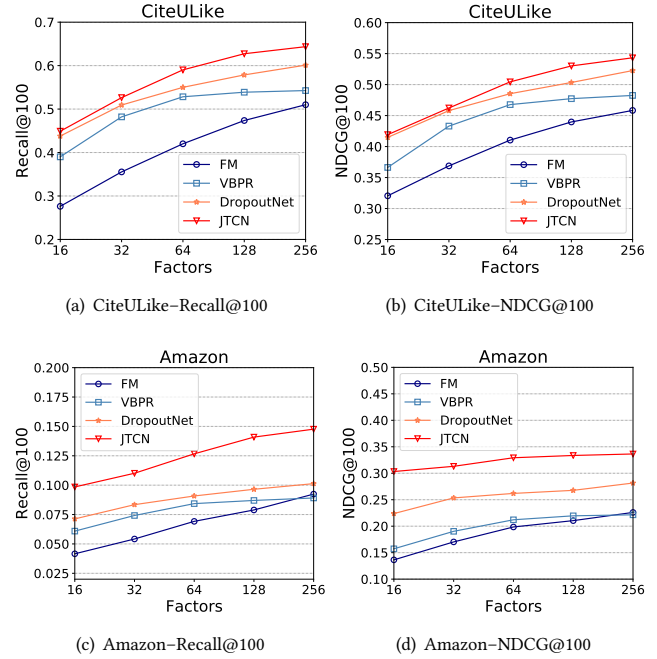 CiteULike
Recall@100
0.7
0.6
0.5
0.4
0.3
0.2
FM
VBPR
DropoutNet
JTCN
16 32 64 128 256
Factors
(a) CiteULike–Recall@100
CiteULike
NDCG@100
0.60
0.55
0.50
0.45
0.40
0.35
0.30
0.25
FM
VBPR
DropoutNet
JTCN
16 32 64 128 256
Factors
(b) CiteULike–NDCG@100
Amazon
Recall@100
0.200
0.175
0.150
0.125
0.100
0.075
0.050
0.025
FM
VBPR
DropoutNet
JTCN
16 32 64 128 256
Factors
(c) Amazon–Recall@100
Amazon
NDCG@100
0.50
0.45
0.40
0.35
0.30
0.25
0.20
0.15
0.10
FM
VBPR
DropoutNet
JTCN
16 32 64 128 256
Factors
(d) Amazon–NDCG@100